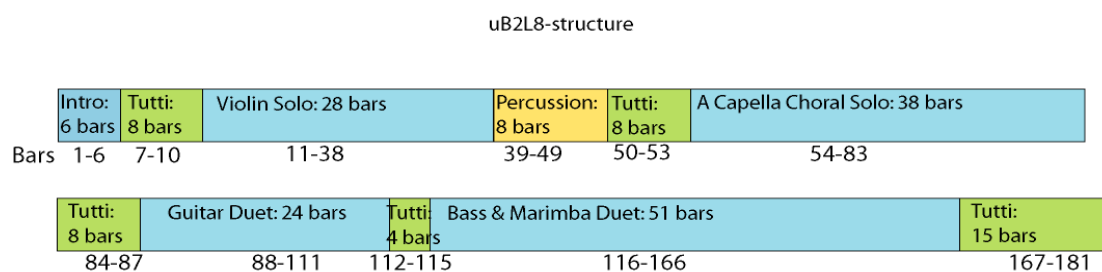 uB2L8-structure
Intro: Tutti: Violin Solo: 28 bars Percussion: Tutti: A Capella Choral Solo: 38 bars
6 bars 8 bars 8 bars 8 bars
Bars 1-6 7-10 11-38 39-49 50-53 54-83
Tutti: Guitar Duet: 24 bars Tutti: Bass & Marimba Duet: 51 bars Tutti:
8 bars 4 bars 15 bars
84-87 88-111 112-115 116-166 167-181